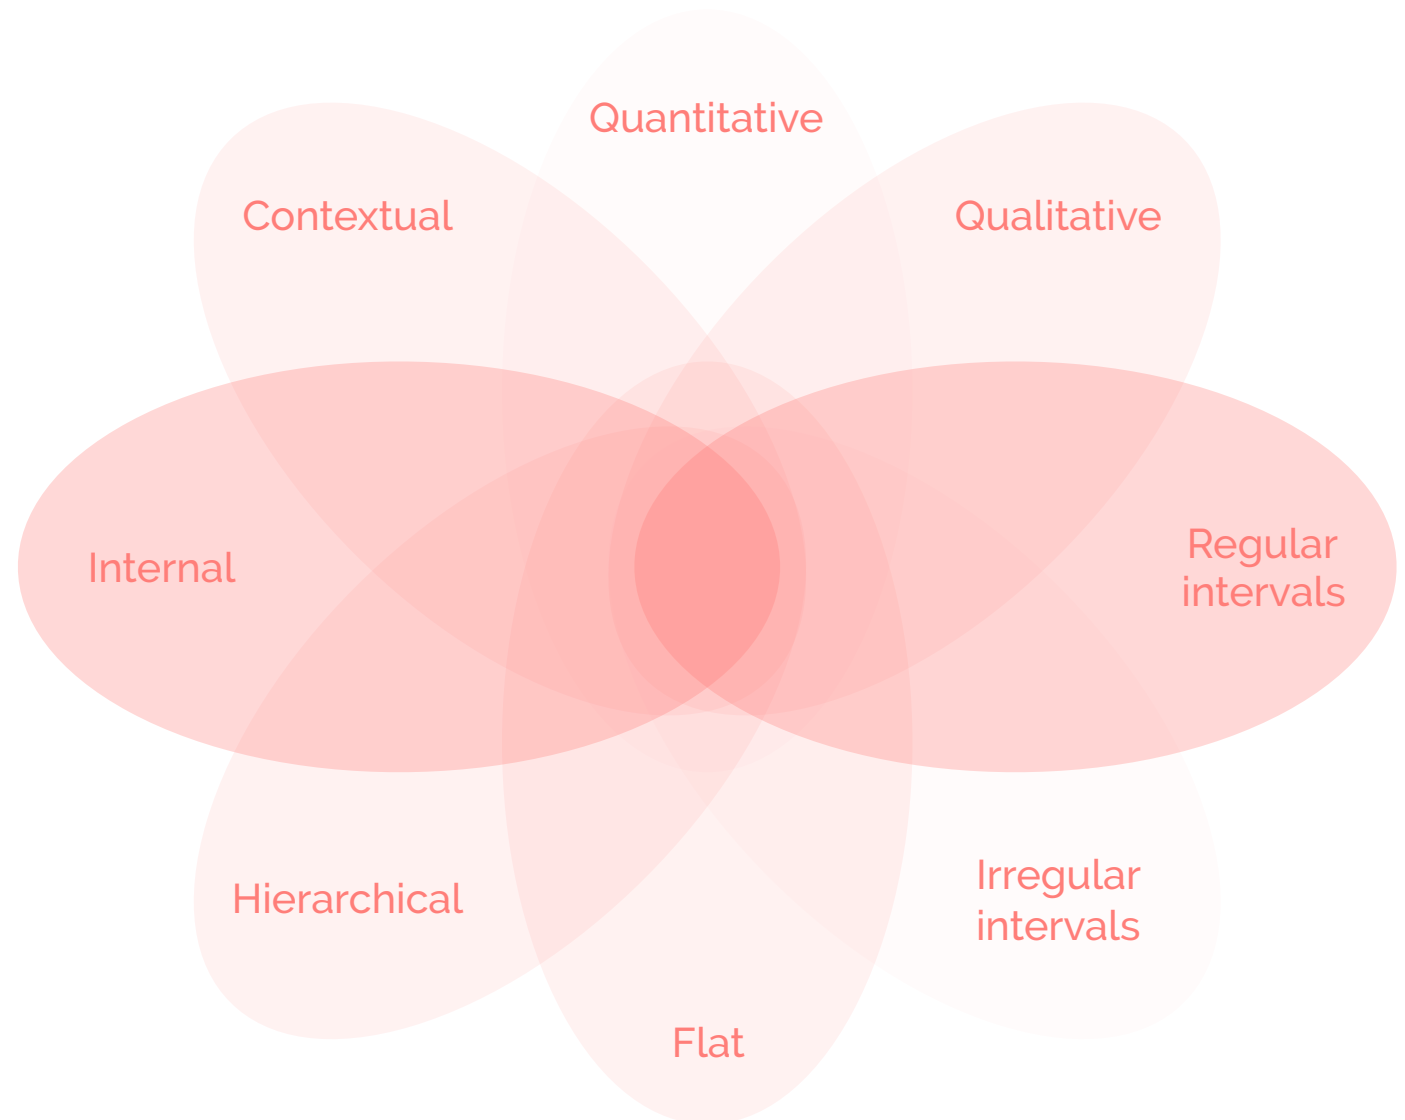 Quantitative
Contextual
Qualitative
Internal
Regular
intervals
Hierarchical
Irregular
intervals
Flat